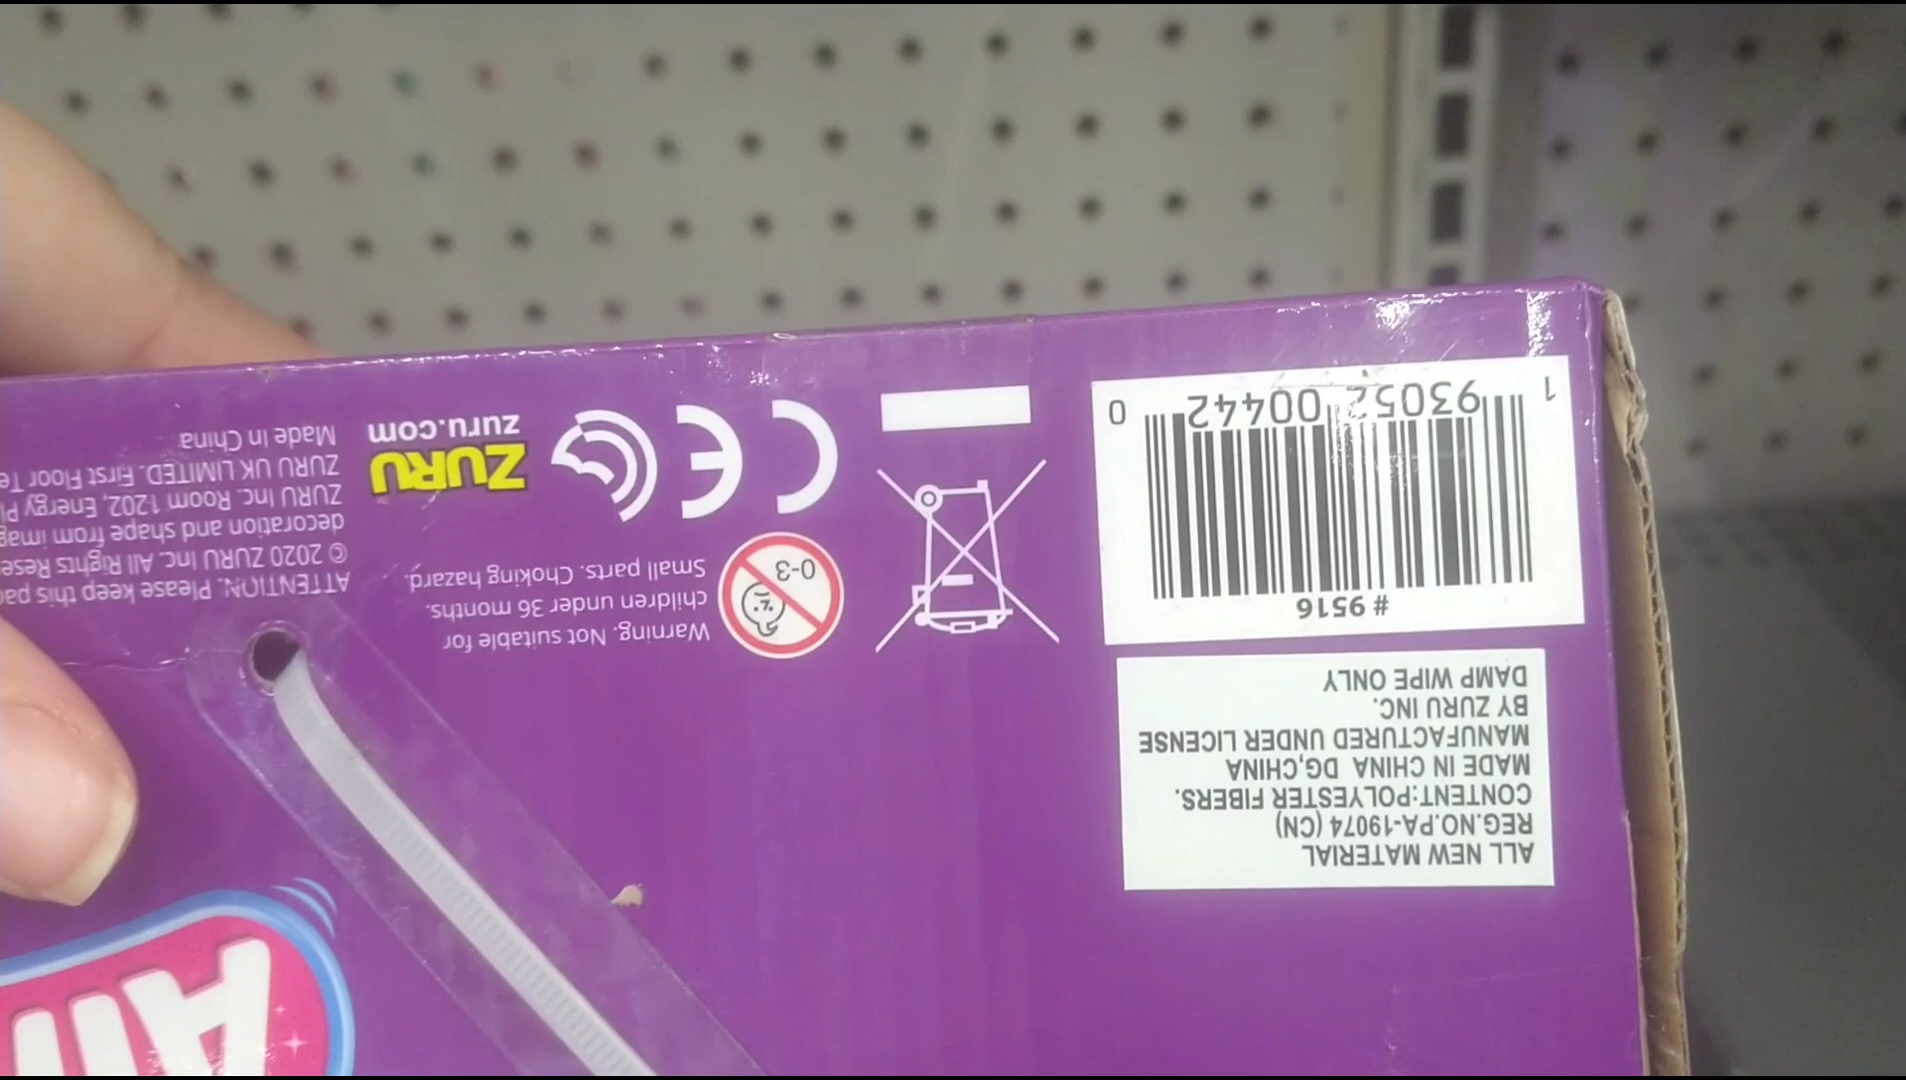 ALL NEW MATERIAL
REG.NO.PA-19074 (CN)
CONTENT:POLYESTER FIBERS.
MADE IN CHINA DG,CHINA
MANUFACTURED UNDER LICENSE
BY ZURU INC.
DAMP WIPE ONLY
# 9516
1 93052 00442 0
0-3
Warning. Not suitable for
children under 36 months.
Small parts. Choking hazard.
CE
ZURU
zuru.com
ATTENTION: Please keep this pac
© 2020 ZURU Inc. All Rights Rese
decoration and shape from imag
ZURU Inc. Room 1202, Energy Pl
ZURU UK LIMITED. First Floor Te
Made in China